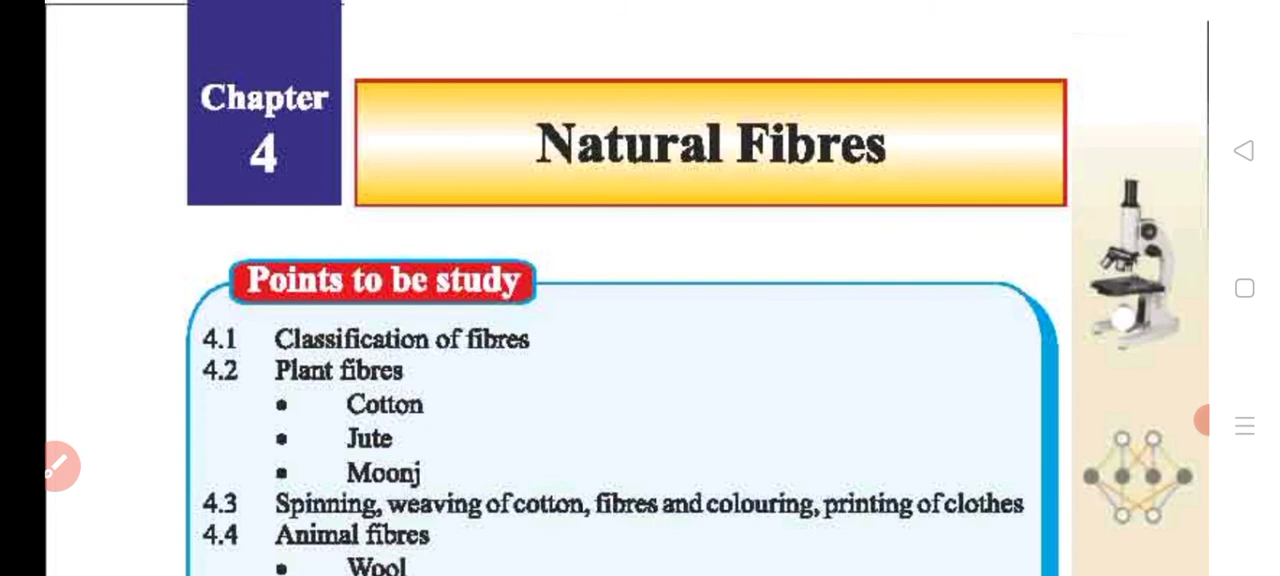 Chapter
4
Natural Fibres
Points to be study
4.1 Classification of fibres
4.2 Plant fibres
• Cotton
• Jute
• Moonj
4.3 Spinning, weaving of cotton, fibres and colouring, printing of clothes
4.4 Animal fibres
• Wool